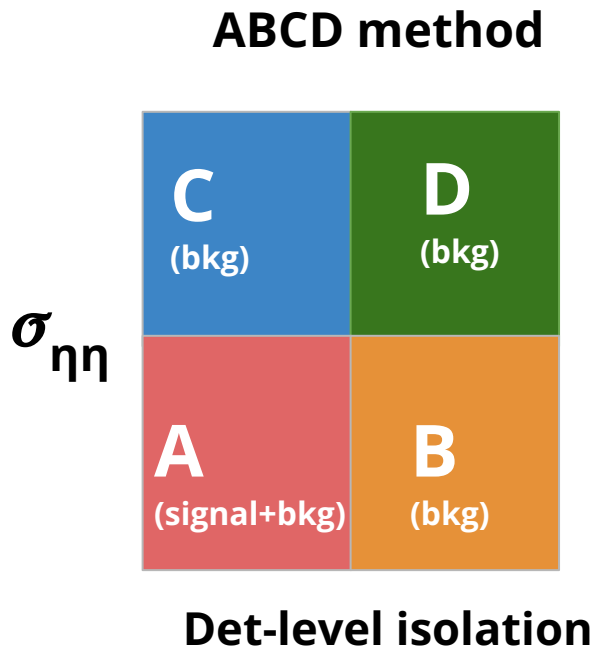 ABCD method
C
(bkg)
D
(bkg)
σηη
A
(signal+bkg)
B
(bkg)
Det-level isolation